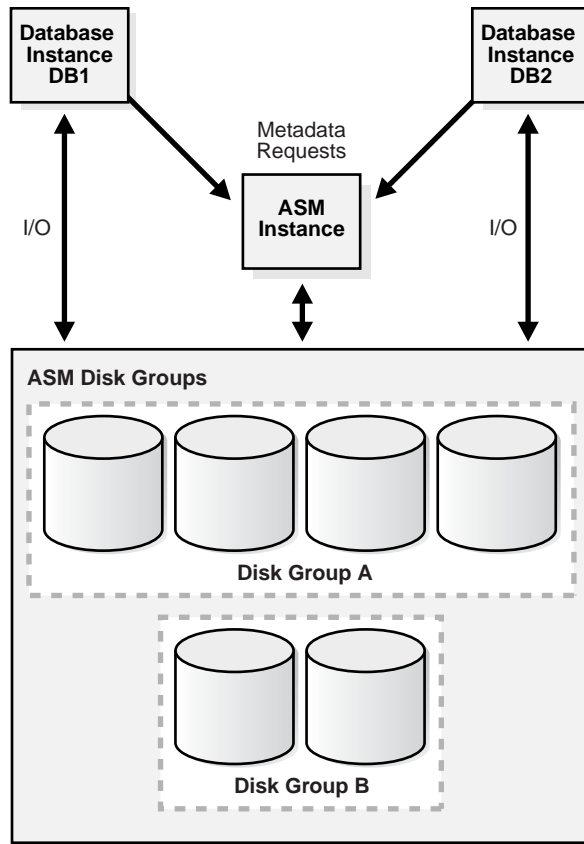 Database
Instance
DB1
Database
Instance
DB2
Metadata
Requests
ASM
Instance
I/O
I/O
ASM Disk Groups
Disk Group A
Disk Group B